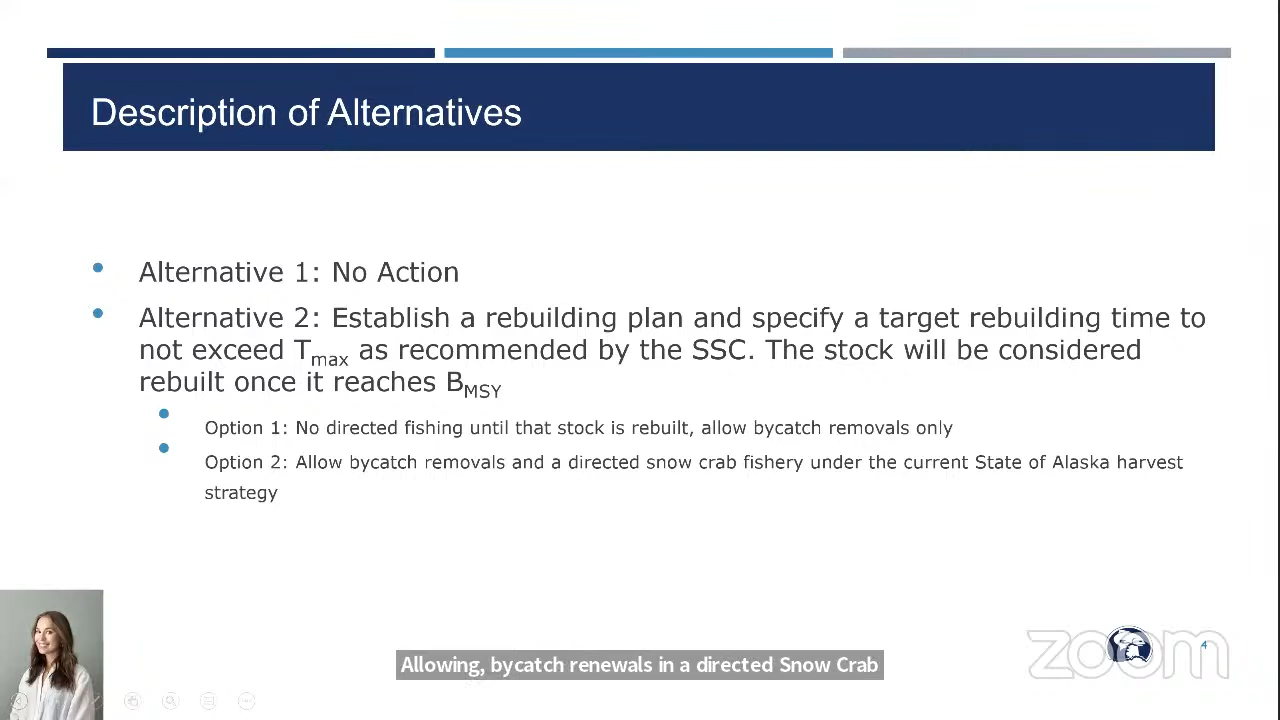 Description of Alternatives
Alternative 1: No Action
Alternative 2: Establish a rebuilding plan and specify a target rebuilding time to
not exceed Tmax as recommended by the SSC. The stock will be considered
rebuilt once it reaches BMSY
Option 1: No directed fishing until that stock is rebuilt, allow bycatch removals only
Option 2: Allow bycatch removals and a directed snow crab fishery under the current State of Alaska harvest
strategy
zoom
4
Allowing, bycatch renewals in a directed Snow Crab